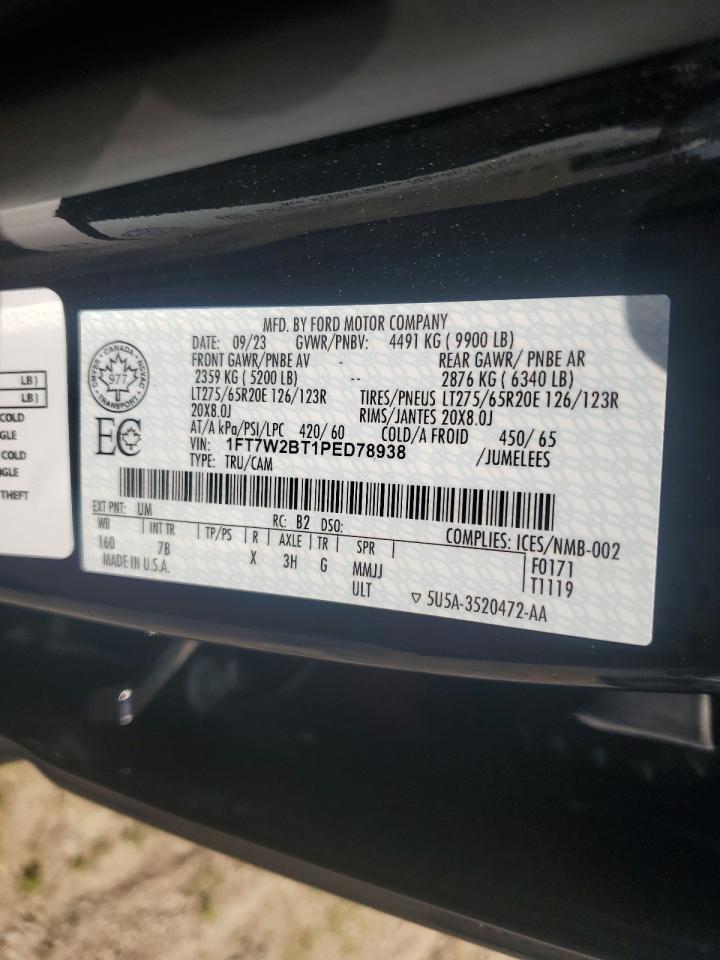 MFD. BY FORD MOTOR COMPANY
DATE: 09/23 GVWR/PNBV: 4491 KG ( 9900 LB)
FRONT GAWR/PNBE AV - REAR GAWR/ PNBE AR
2359 KG ( 5200 LB) -- 2876 KG ( 6340 LB)
LT275/65R20E 126/123R TIRES/PNEUS LT275/65R20E 126/123R
20X8.0J RIMS/JANTES 20X8.0J
AT/A kPa/PSI/LPC 420/ 60 COLD/A FROID 450/ 65
VIN: 1FT7W2BT1PED78938 /JUMELEES
TYPE: TRU/CAM
CANADA
CMVSS NSVAC
977
TRANSPORT
EC
EXT PNT: UM RC: B2 DSO: COMPLIES: ICES/NMB-002
WB INT TR TP/PS R AXLE TR SPR F0171
160 7B X 3H G MMJJ T1119
MADE IN U.S.A. ULT ▽ 5U5A-3520472-AA
LB)
LB)
COLD
GLE
COLD
NGLE
THEFT